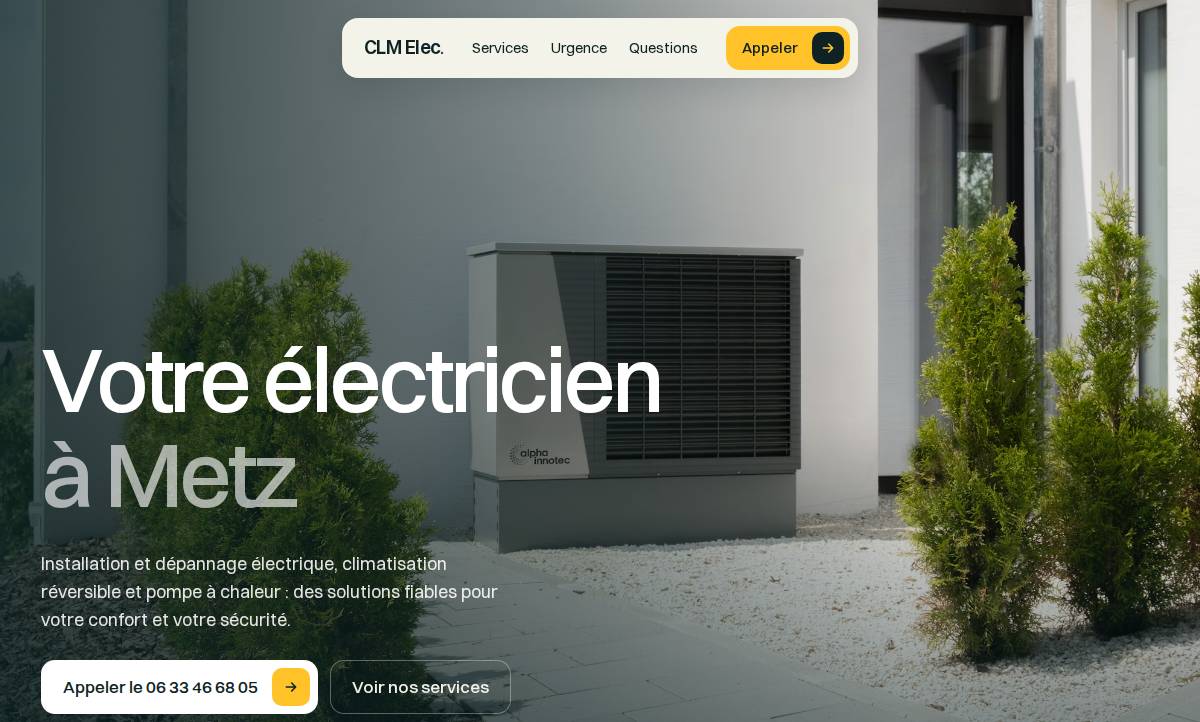 CLM Elec.
Services
Urgence
Questions
Appeler
alpha
innotec
Votre électricien
à Metz
Installation et dépannage électrique, climatisation
réversible et pompe à chaleur : des solutions fiables pour
votre confort et votre sécurité.
Appeler le 06 33 46 68 05
Voir nos services